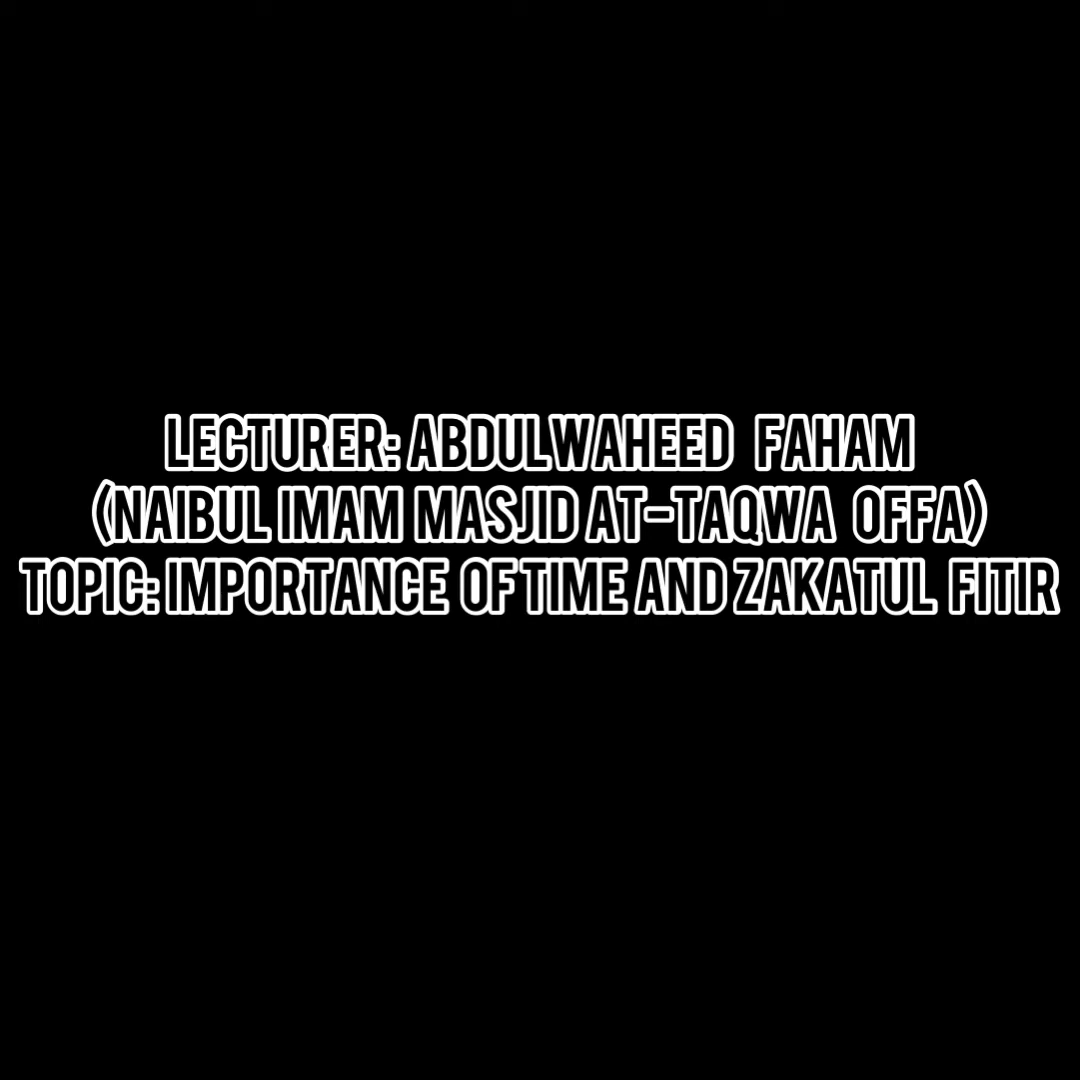 LECTURER: ABDULWAHEED FAHAM
(NAIBUL IMAM MASJID AT-TAQWA OFFA)
TOPIC: IMPORTANCE OF TIME AND ZAKATUL FITIR